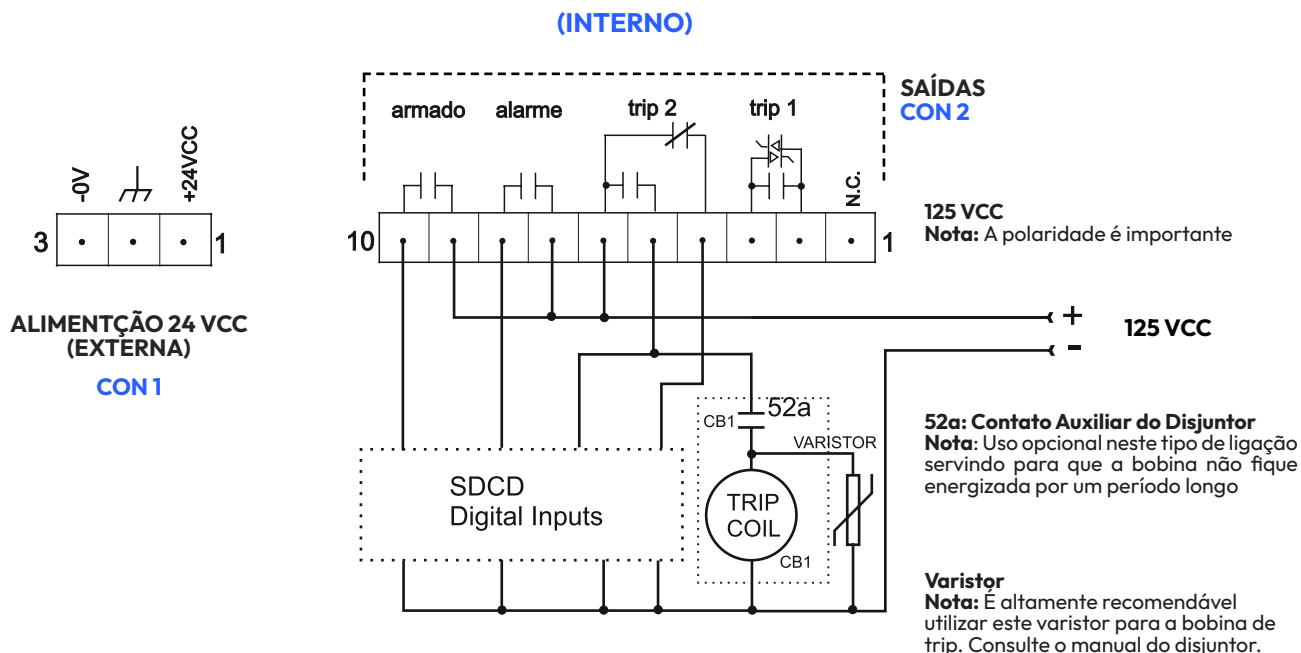 (INTERNO)
SAÍDAS
CON 2
armado
alarme
trip 2
trip 1
N.C.
-0V
+24VCC
3
1
10
1
125 VCC
Nota: A polaridade é importante
ALIMENTÇÃO 24 VCC
(EXTERNA)
CON 1
+
-
125 VCC
52a
CB1
VARISTOR
SDCD
Digital Inputs
TRIP
COIL
CB1
52a: Contato Auxiliar do Disjuntor
Nota: Uso opcional neste tipo de ligação
servindo para que a bobina não fique
energizada por um período longo
Varistor
Nota: É altamente recomendável
utilizar este varistor para a bobina de
trip. Consulte o manual do disjuntor.